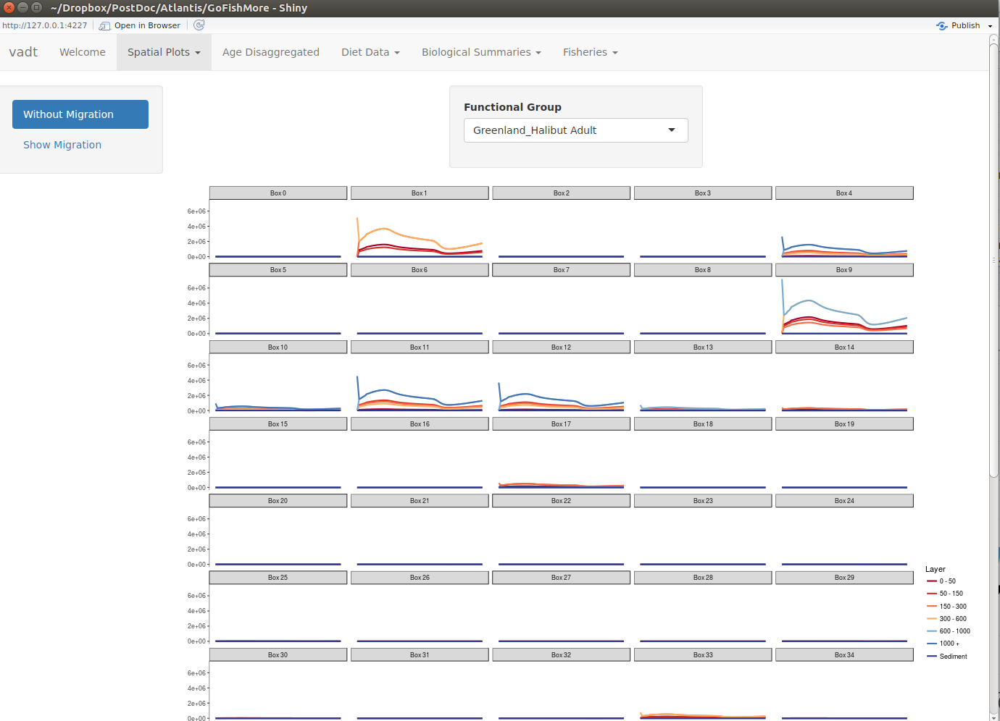 ~/Dropbox/PostDoc/Atlantis/GoFishMore - Shiny
http://127.0.0.1:4227 Open in Browser Publish
vadt Welcome Spatial Plots Age Disaggregated Diet Data Biological Summaries Fisheries
Without Migration
Show Migration
Functional Group
Greenland_Halibut Adult
Box 0 Box 1 Box 2 Box 3 Box 4
6e+06
4e+06
2e+06
0e+00
Box 5 Box 6 Box 7 Box 8 Box 9
6e+06
4e+06
2e+06
0e+00
Box 10 Box 11 Box 12 Box 13 Box 14
6e+06
4e+06
2e+06
0e+00
Box 15 Box 16 Box 17 Box 18 Box 19
6e+06
4e+06
2e+06
0e+00
Box 20 Box 21 Box 22 Box 23 Box 24
6e+06
4e+06
2e+06
0e+00
Box 25 Box 26 Box 27 Box 28 Box 29
6e+06
4e+06
2e+06
0e+00
Box 30 Box 31 Box 32 Box 33 Box 34
6e+06
4e+06
2e+06
0e+00
Layer
0 - 50
50 - 150
150 - 300
300 - 600
600 - 1000
1000 +
Sediment